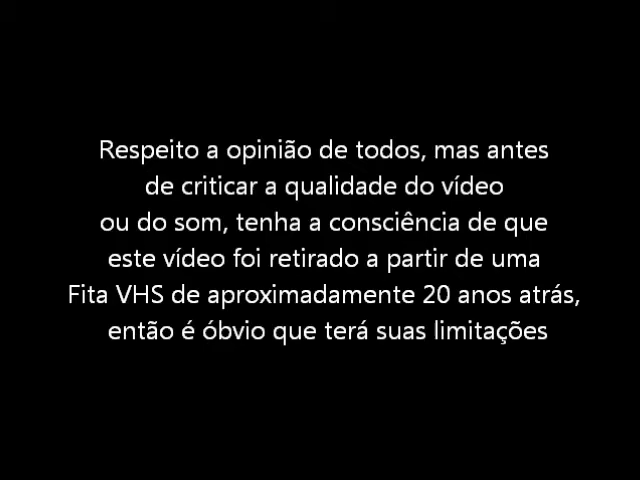 Respeito a opinião de todos, mas antes
de criticar a qualidade do vídeo
ou do som, tenha a consciência de que
este vídeo foi retirado a partir de uma
Fita VHS de aproximadamente 20 anos atrás,
então é óbvio que terá suas limitações